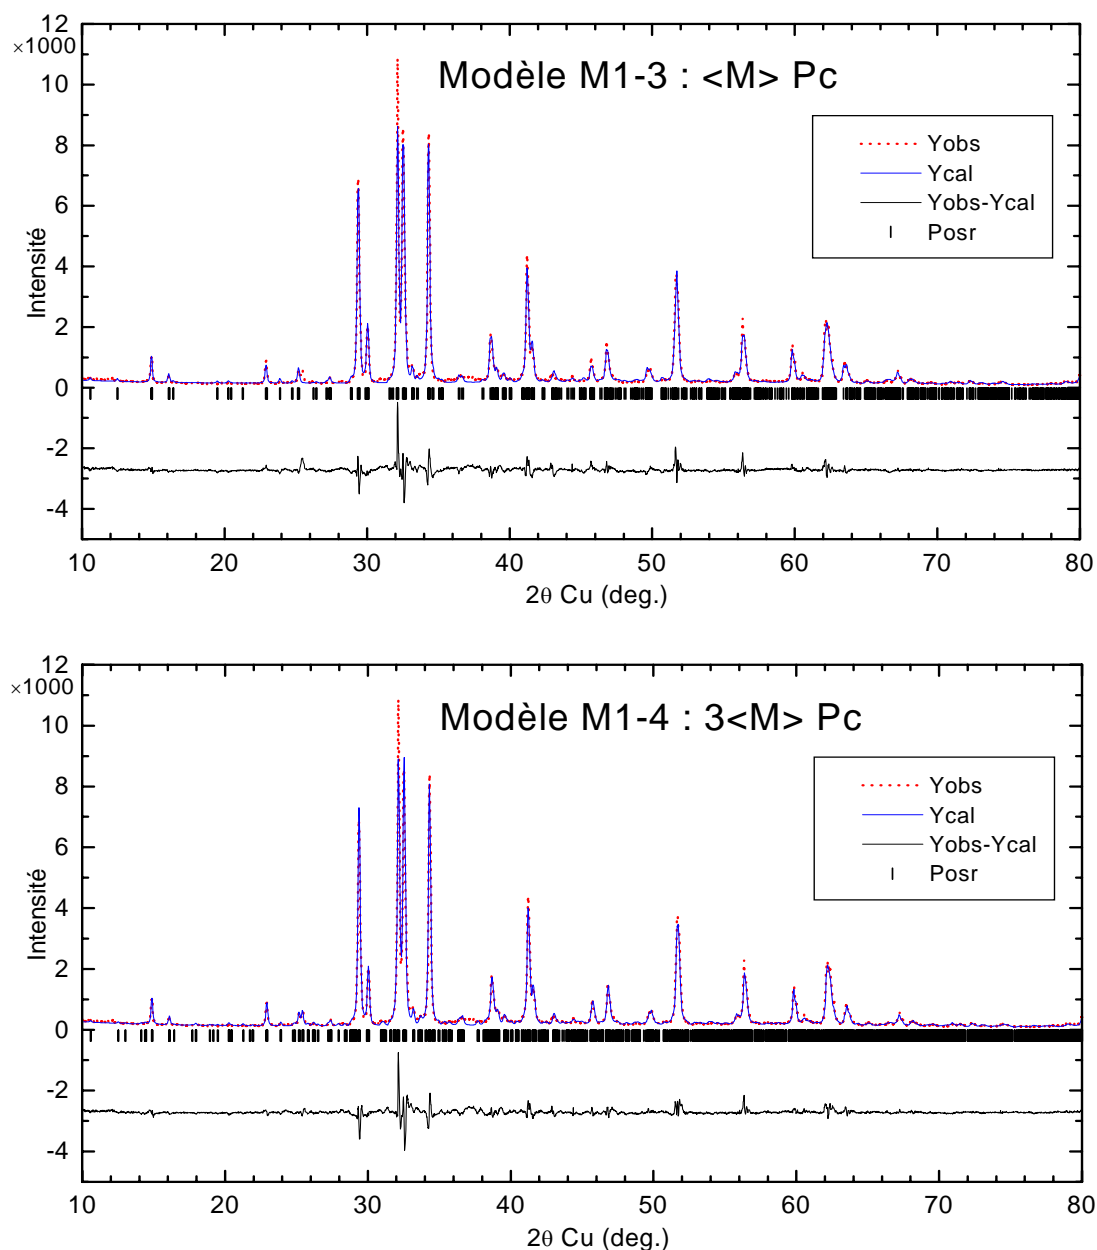 12
×1000
10
8
6
4
2
0
-2
-4
Intensité
Modèle M1-3 : <M> Pc
Yobs
Ycal
Yobs-Ycal
Posr
10 20 30 40 50 60 70 80
2θ Cu (deg.)
12
×1000
10
8
6
4
2
0
-2
-4
Intensité
Modèle M1-4 : 3<M> Pc
Yobs
Ycal
Yobs-Ycal
Posr
10 20 30 40 50 60 70 80
2θ Cu (deg.)